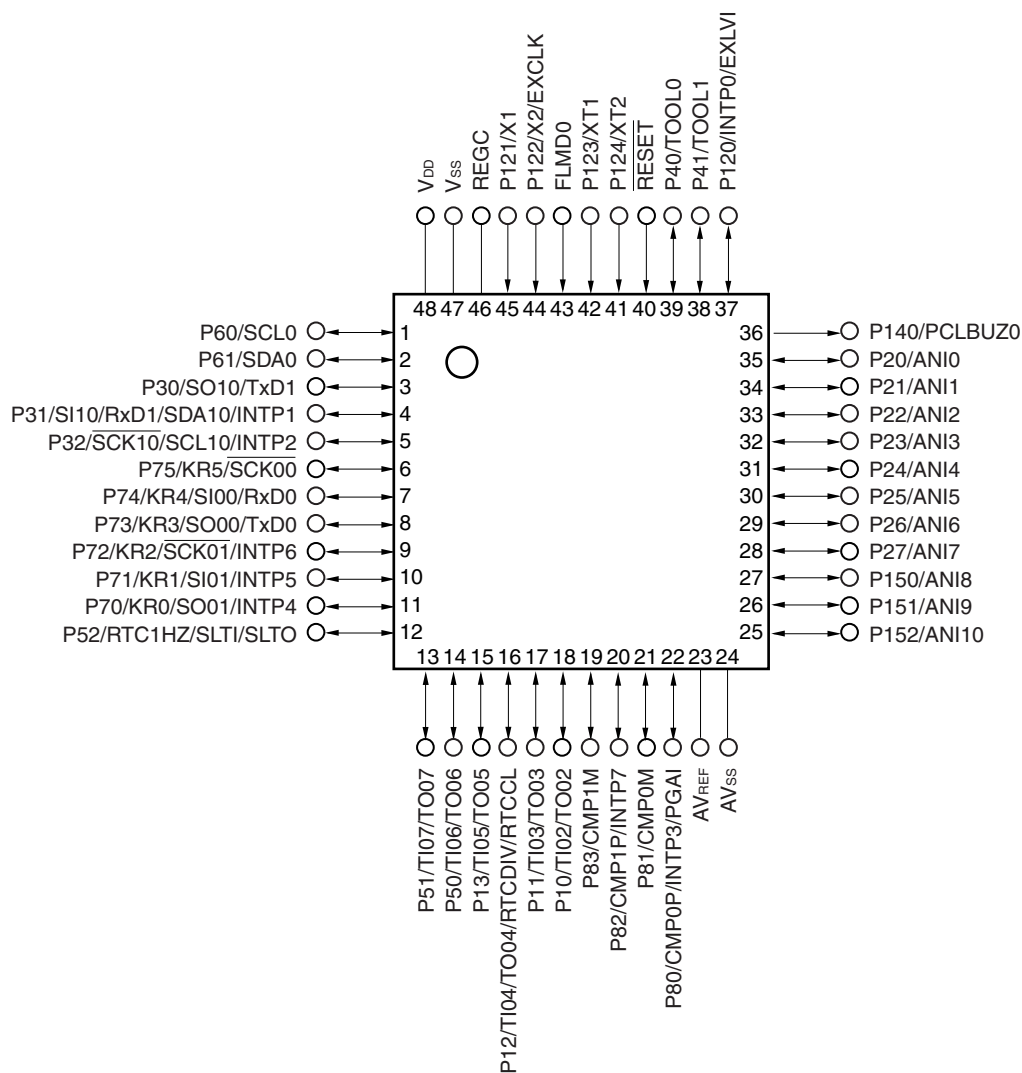 VDD
VSS
REGC
P121/X1
P122/X2/EXCLK
FLMD0
P123/XT1
P124/XT2
RESET
P40/TOOL0
P41/TOOL1
P120/INTP0/EXLVI
48 47 46 45 44 43 42 41 40 39 38 37
P60/SCL0 1
P61/SDA0 2
P30/SO10/TxD1 3
P31/SI10/RxD1/SDA10/INTP1 4
P32/SCK10/SCL10/INTP2 5
P75/KR5/SCK00 6
P74/KR4/SI00/RxD0 7
P73/KR3/SO00/TxD0 8
P72/KR2/SCK01/INTP6 9
P71/KR1/SI01/INTP5 10
P70/KR0/SO01/INTP4 11
P52/RTC1HZ/SLTI/SLTO 12
36 P140/PCLBUZ0
35 P20/ANI0
34 P21/ANI1
33 P22/ANI2
32 P23/ANI3
31 P24/ANI4
30 P25/ANI5
29 P26/ANI6
28 P27/ANI7
27 P150/ANI8
26 P151/ANI9
25 P152/ANI10
13 14 15 16 17 18 19 20 21 22 23 24
P51/TI07/TO07
P50/TI06/TO06
P13/TI05/TO05
P12/TI04/TO04/RTCDIV/RTCCL
P11/TI03/TO03
P10/TI02/TO02
P83/CMP1M
P82/CMP1P/INTP7
P81/CMP0M
P80/CMP0P/INTP3/PGAI
AVREF
AVSS